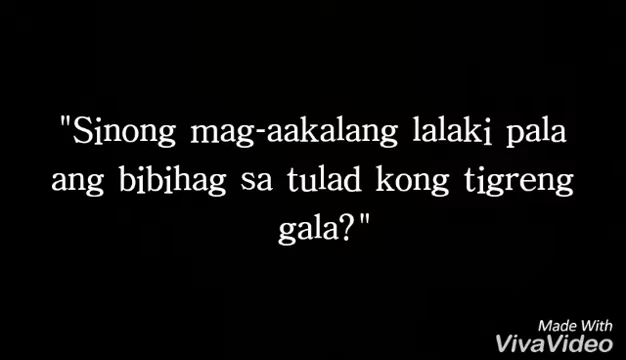 "Sinong mag-aakalang lalaki pala
ang bibihag sa tulad kong tigreng
gala?"
Made With
VivaVideo